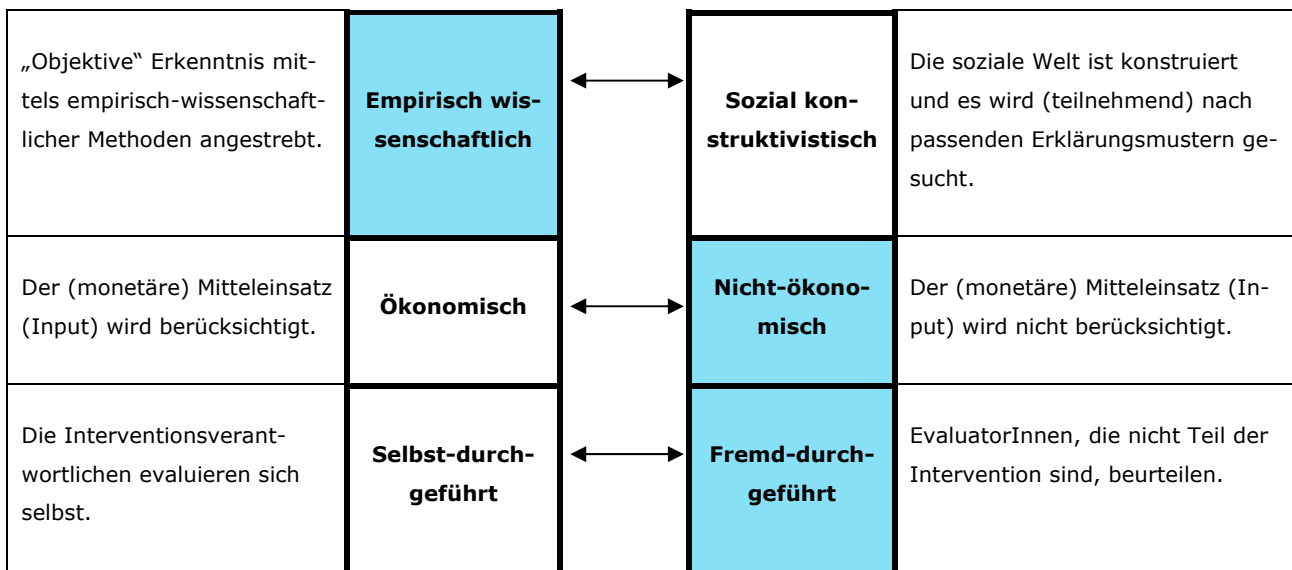 „Objektive“ Erkenntnis mit-
tels empirisch-wissenschaft-
licher Methoden angestrebt.
Empirisch wis-
senschaftlich
Sozial kon-
struktivistisch
Die soziale Welt ist konstruiert
und es wird (teilnehmend) nach
passenden Erklärungsmustern ge-
sucht.
Der (monetäre) Mitteleinsatz
(Input) wird berücksichtigt.
Ökonomisch
Nicht-ökono-
misch
Der (monetäre) Mitteleinsatz (In-
put) wird nicht berücksichtigt.
Die Interventionsverant-
wortlichen evaluieren sich
selbst.
Selbst-durch-
geführt
Fremd-durch-
geführt
EvaluatorInnen, die nicht Teil der
Intervention sind, beurteilen.